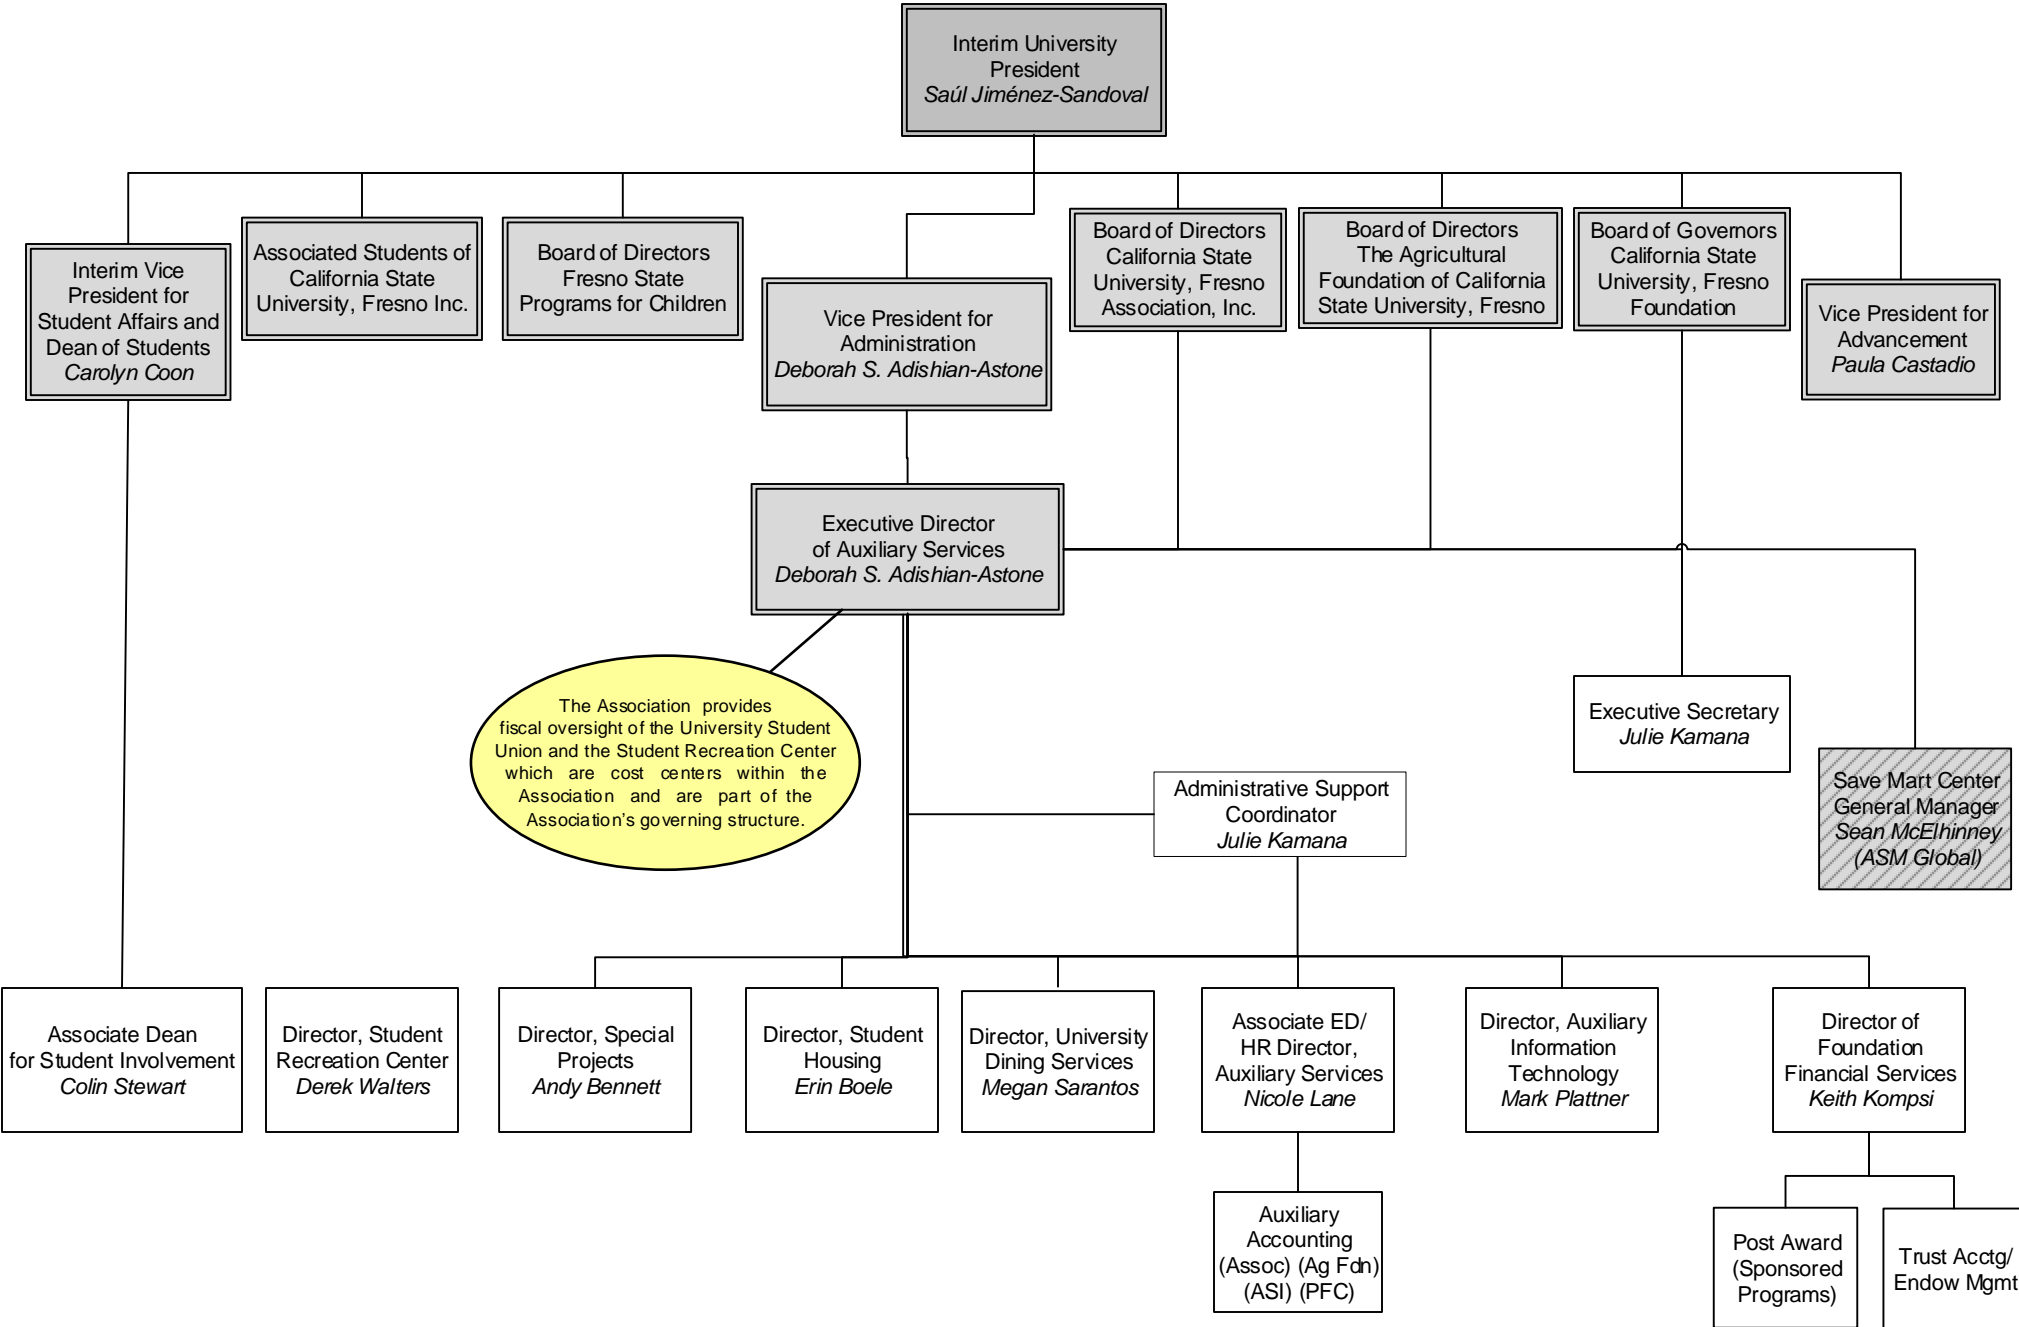 Interim University
President
Saúl Jiménez-Sandoval
Interim Vice
President for
Student Affairs and
Dean of Students
Carolyn Coon
Associated Students of
California State
University, Fresno Inc.
Board of Directors
Fresno State
Programs for Children
Vice President for
Administration
Deborah S. Adishian-Astone
Board of Directors
California State
University, Fresno
Association, Inc.
Board of Directors
The Agricultural
Foundation of California
State University, Fresno
Board of Governors
California State
University, Fresno
Foundation
Vice President for
Advancement
Paula Castadio
Executive Director
of Auxiliary Services
Deborah S. Adishian-Astone
The Association provides
fiscal oversight of the University Student
Union and the Student Recreation Center
which are cost centers within the
Association and are part of the
Association's governing structure.
Executive Secretary
Julie Kamana
Administrative Support
Coordinator
Julie Kamana
Save Mart Center
General Manager
Sean McElhinney
(ASM Global)
Associate Dean
for Student Involvement
Colin Stewart
Director, Student
Recreation Center
Derek Walters
Director, Special
Projects
Andy Bennett
Director, Student
Housing
Erin Boele
Director, University
Dining Services
Megan Sarantos
Associate ED/
HR Director,
Auxiliary Services
Nicole Lane
Director, Auxiliary
Information
Technology
Mark Plattner
Director of
Foundation
Financial Services
Keith Kompsi
Auxiliary
Accounting
(Assoc) (Ag Fdn)
(ASI) (PFC)
Post Award
(Sponsored
Programs)
Trust Acctg/
Endow Mgmt